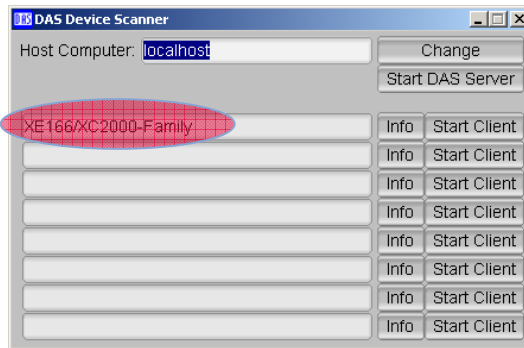 DAS DAS Device Scanner
Host Computer: localhost Change
Start DAS Server
XE166/XC2000-Family Info Start Client
Info Start Client
Info Start Client
Info Start Client
Info Start Client
Info Start Client
Info Start Client
Info Start Client